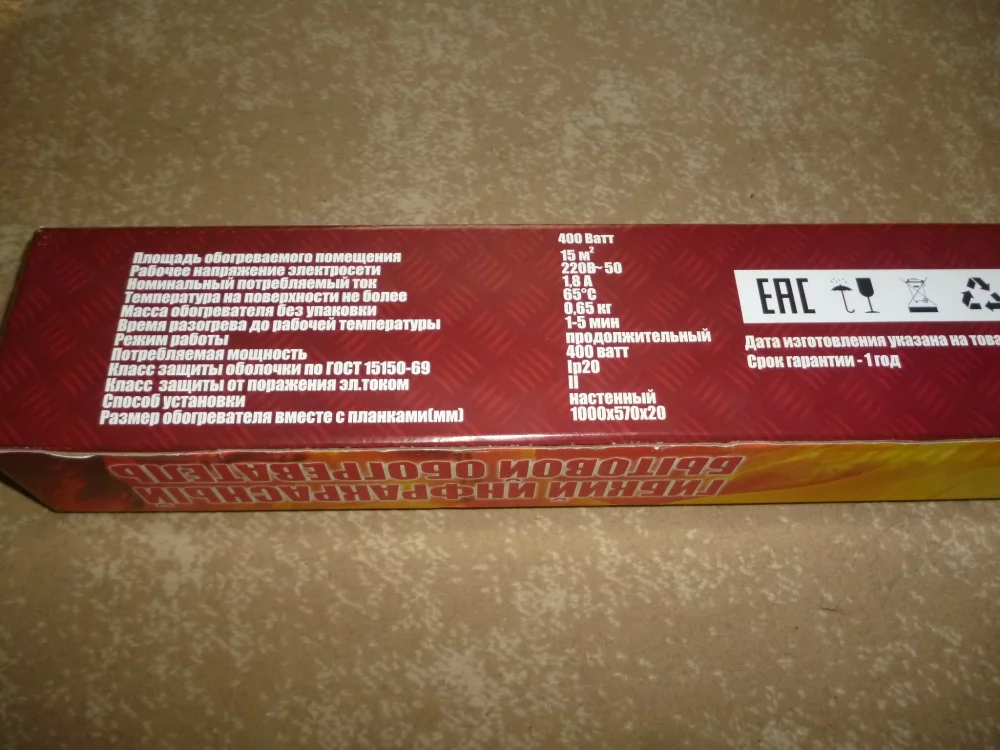 400 Ватт
Площадь обогреваемого помещения 15 м²
Рабочее напряжение электросети 220В~50
Номинальный потребляемый ток 1,8 А
Температура на поверхности не более 65°С
Масса обогревателя без упаковки 0,65 кг
Время разогрева до рабочей температуры 1-5 мин
Режим работы продолжительный
Потребляемая мощность 400 ватт
Класс защиты оболочки по ГОСТ 15150-69 Ip20
Класс защиты от поражения эл.током II
Способ установки настенный
Размер обогревателя вместе с планками(мм) 1000х570х20
EAC
Дата изготовления указана на това
Срок гарантии - 1 год
ГИБКИЙ ИНФРАКРАСНЫЙ
БЫТОВОЙ ОБОГРЕВАТЕЛЬ